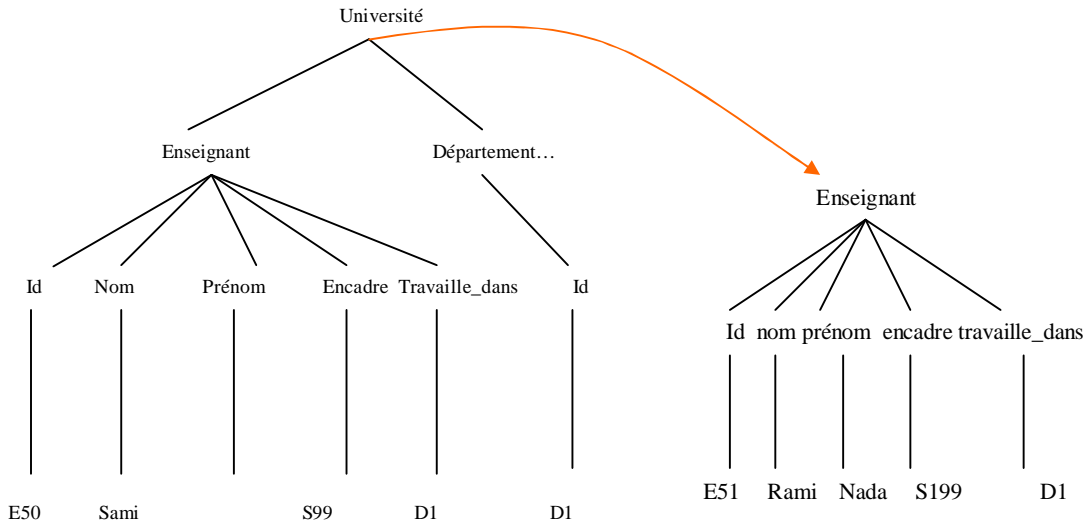 Université
Enseignant Département…
Enseignant
Id Nom Prénom Encadre Travaille_dans Id
Id nom prénom encadre travaille_dans
E51 Rami Nada S199 D1
E50 Sami S99 D1 D1